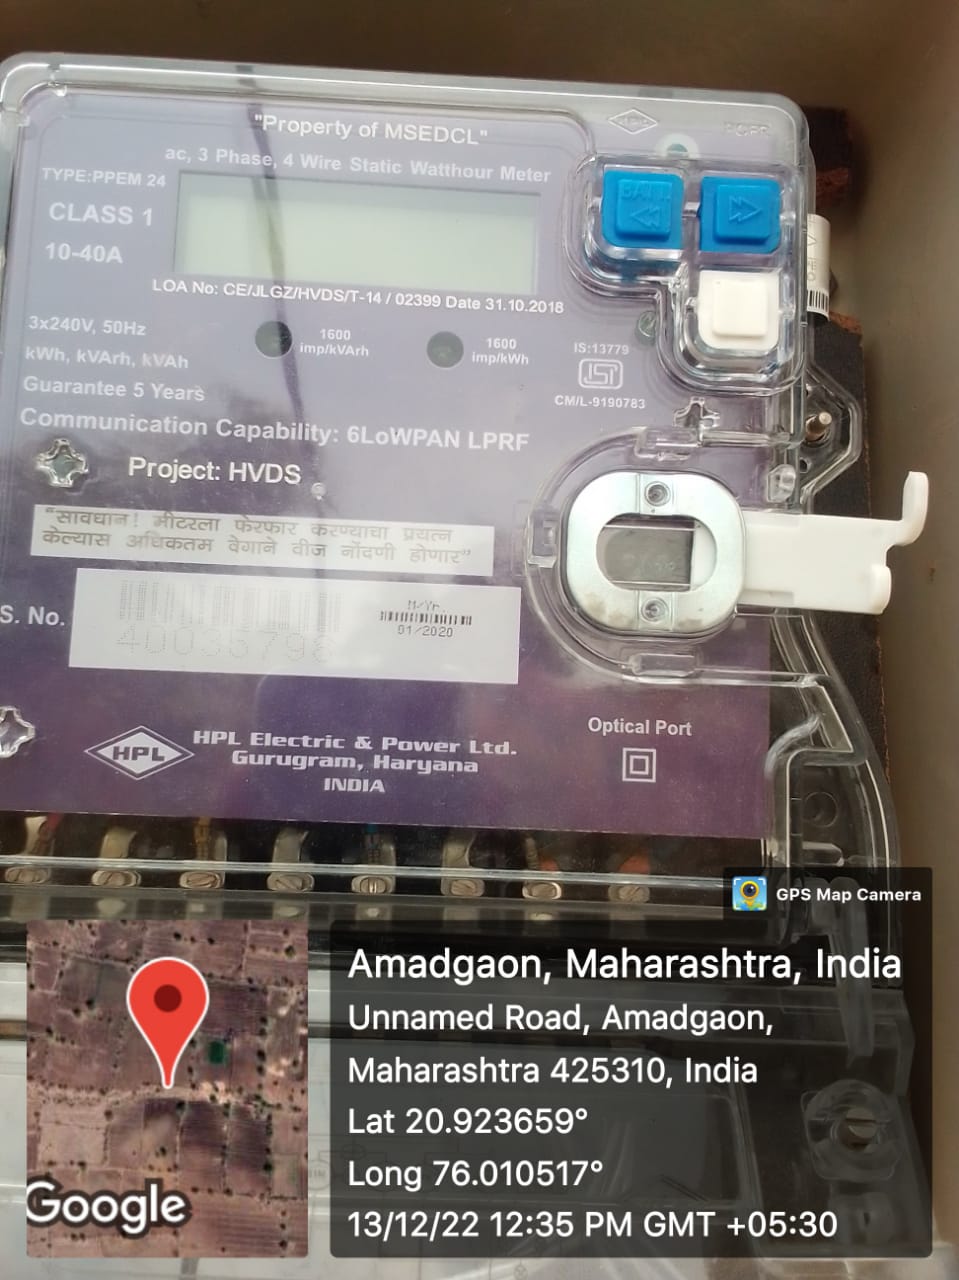 "Property of MSEDCL"
ac, 3 Phase, 4 Wire Static Watthour Meter
TYPE:PPEM 24
CLASS 1
10-40A
BATT.
LOA No: CE/JLGZ/HVDS/T-14 / 02399 Date 31.10.2018
3x240V, 50Hz
1600
imp/kVArh
1600
imp/kWh
kWh, kVArh, kVAh
IS:13779
ISI
CM/L-9190783
Guarantee 5 Years
Communication Capability: 6LoWPAN LPRF
Project: HVDS
“सावधान! मीटरला फेरफार करण्याचा प्रयत्न
केल्यास अधिकतम वेगाने वीज नोंदणी होणार”
S. No.
M/YR
01/2020
HPL
HPL Electric & Power Ltd.
Gurugram, Haryana
INDIA
Optical Port
GPS Map Camera
Amadgaon, Maharashtra, India
Unnamed Road, Amadgaon,
Maharashtra 425310, India
Lat 20.923659°
Long 76.010517°
13/12/22 12:35 PM GMT +05:30
Google